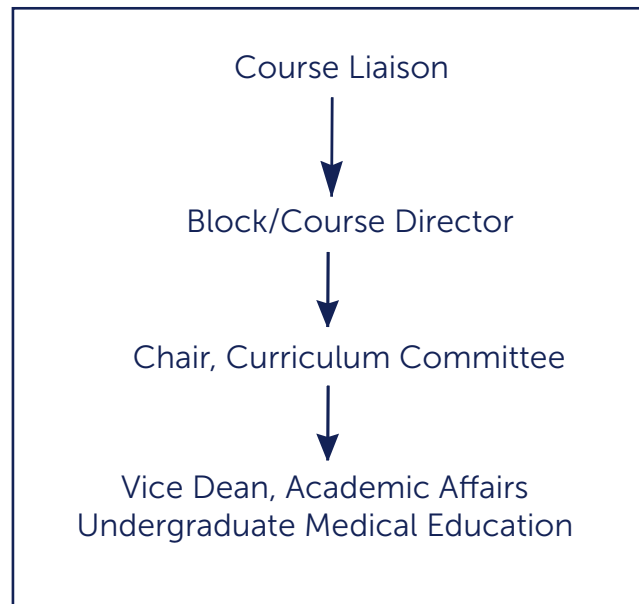 Course Liaison
Block/Course Director
Chair, Curriculum Committee
Vice Dean, Academic Affairs
Undergraduate Medical Education